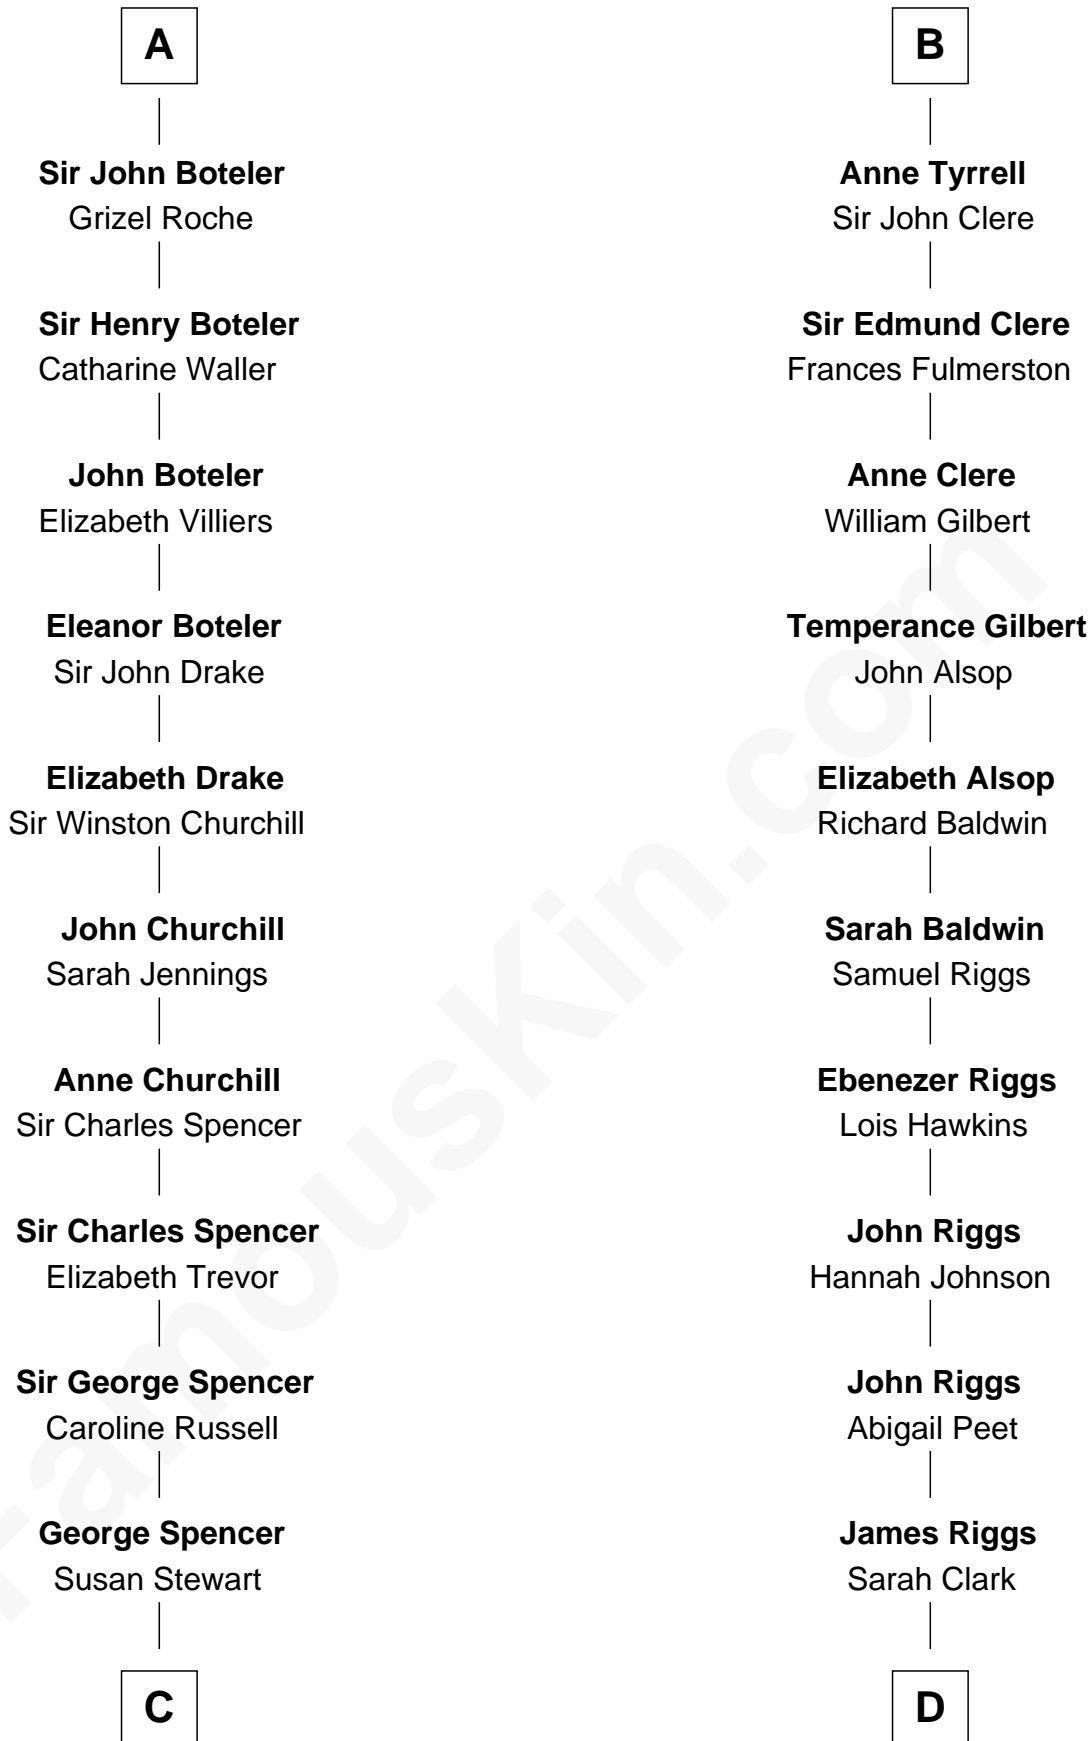 A
Sir John Boteler
Grizel Roche
Sir Henry Boteler
Catharine Waller
John Boteler
Elizabeth Villiers
Eleanor Boteler
Sir John Drake
Elizabeth Drake
Sir Winston Churchill
John Churchill
Sarah Jennings
Anne Churchill
Sir Charles Spencer
Sir Charles Spencer
Elizabeth Trevor
Sir George Spencer
Caroline Russell
George Spencer
Susan Stewart
C
B
Anne Tyrrell
Sir John Clere
Sir Edmund Clere
Frances Fulmerston
Anne Clere
William Gilbert
Temperance Gilbert
John Alsop
Elizabeth Alsop
Richard Baldwin
Sarah Baldwin
Samuel Riggs
Ebenezer Riggs
Lois Hawkins
John Riggs
Hannah Johnson
John Riggs
Abigail Peet
James Riggs
Sarah Clark
D
FamousKin.com